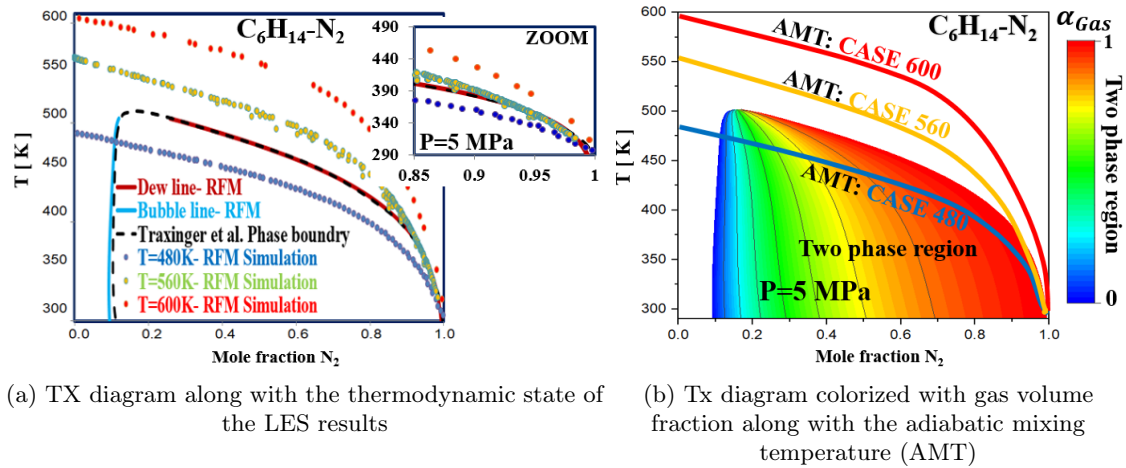 600
550
500
450
400
350
300
T [ K]
C₆H₁₄-N₂
ZOOM
410
390
370
350
330
310
290
P=5 MPa
0.85
0.9
0.95
1
Dew line- RFM
Bubble line- RFM
Traxinger et al. Phase boundry
T=480K- RFM Simulation
T=560K- RFM Simulation
T=600K- RFM Simulation
0.0
0.2
0.4
0.6
0.8
1.0
Mole fraction N₂
(a) TX diagram along with the thermodynamic state of
the LES results
600
550
500
450
400
350
300
T [ K]
C₆H₁₄-N₂
AMT: CASE 600
AMT: CASE 560
AMT: CASE 480
Two phase region
P=5 MPa
0.0
0.2
0.4
0.6
0.8
1.0
Mole fraction N₂
α_Gas
1
Two phase region
0
(b) Tx diagram colorized with gas volume
fraction along with the adiabatic mixing
temperature (AMT)